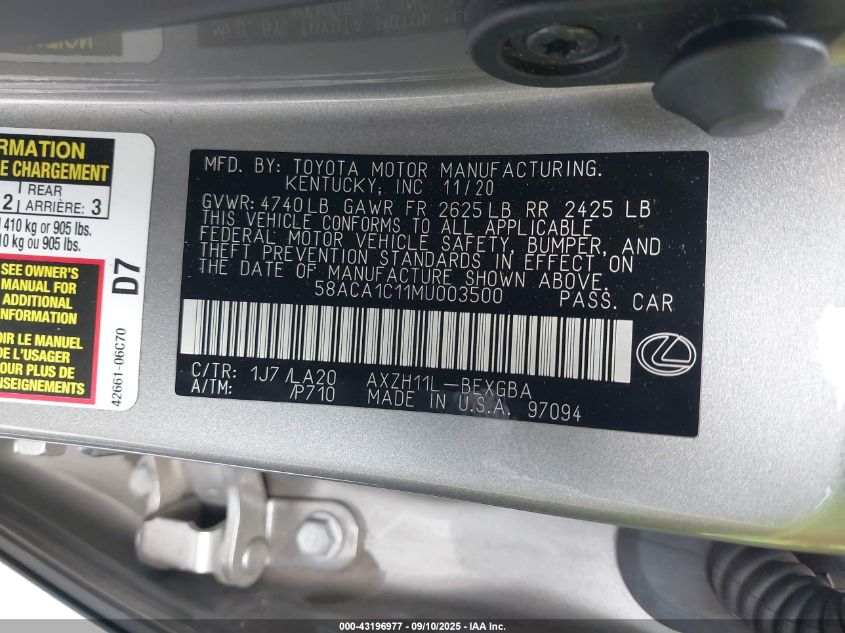 RMATION
E CHARGEMENT
2 REAR ARRIÈRE: 3
410 kg or 905 lbs.
0 kg ou 905 lbs.
SEE OWNER'S
MANUAL FOR
ADDITIONAL
INFORMATION
OIR LE MANUEL
DE L'USAGER
POUR PLUS DE
D7
42661-06C70
MFD. BY: TOYOTA MOTOR MANUFACTURING.
KENTUCKY, INC 11/20
GVWR: 4740LB GAWR FR 2625 LB RR 2425 LB
THIS VEHICLE CONFORMS TO ALL APPLICABLE
FEDERAL MOTOR VEHICLE SAFETY, BUMPER, AND
THEFT PREVENTION STANDARDS IN EFFECT ON
THE DATE OF MANUFACTURE SHOWN ABOVE.
58ACA1C11MU003500 PASS. CAR
C/TR: 1J7 /LA20 AXZH11L-BEXGBA
A/TM: /P710 MADE IN U.S.A. 97094
000-43196977 - 09/10/2025 - IAA Inc.